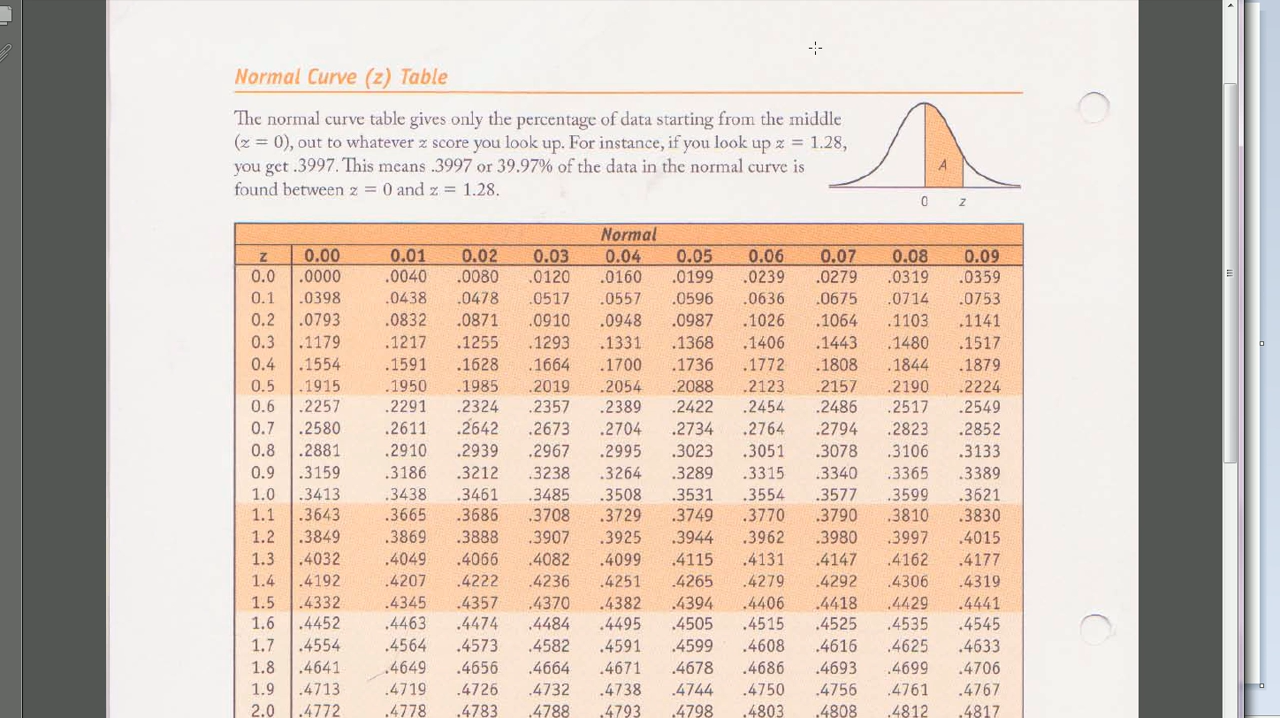 Normal Curve (z) Table
The normal curve table gives only the percentage of data starting from the middle
(z = 0), out to whatever z score you look up. For instance, if you look up z = 1.28,
you get .3997. This means .3997 or 39.97% of the data in the normal curve is
found between z = 0 and z = 1.28.
A
0 z
Normal
z 0.00 0.01 0.02 0.03 0.04 0.05 0.06 0.07 0.08 0.09
0.0 .0000 .0040 .0080 .0120 .0160 .0199 .0239 .0279 .0319 .0359
0.1 .0398 .0438 .0478 .0517 .0557 .0596 .0636 .0675 .0714 .0753
0.2 .0793 .0832 .0871 .0910 .0948 .0987 .1026 .1064 .1103 .1141
0.3 .1179 .1217 .1255 .1293 .1331 .1368 .1406 .1443 .1480 .1517
0.4 .1554 .1591 .1628 .1664 .1700 .1736 .1772 .1808 .1844 .1879
0.5 .1915 .1950 .1985 .2019 .2054 .2088 .2123 .2157 .2190 .2224
0.6 .2257 .2291 .2324 .2357 .2389 .2422 .2454 .2486 .2517 .2549
0.7 .2580 .2611 .2642 .2673 .2704 .2734 .2764 .2794 .2823 .2852
0.8 .2881 .2910 .2939 .2967 .2995 .3023 .3051 .3078 .3106 .3133
0.9 .3159 .3186 .3212 .3238 .3264 .3289 .3315 .3340 .3365 .3389
1.0 .3413 .3438 .3461 .3485 .3508 .3531 .3554 .3577 .3599 .3621
1.1 .3643 .3665 .3686 .3708 .3729 .3749 .3770 .3790 .3810 .3830
1.2 .3849 .3869 .3888 .3907 .3925 .3944 .3962 .3980 .3997 .4015
1.3 .4032 .4049 .4066 .4082 .4099 .4115 .4131 .4147 .4162 .4177
1.4 .4192 .4207 .4222 .4236 .4251 .4265 .4279 .4292 .4306 .4319
1.5 .4332 .4345 .4357 .4370 .4382 .4394 .4406 .4418 .4429 .4441
1.6 .4452 .4463 .4474 .4484 .4495 .4505 .4515 .4525 .4535 .4545
1.7 .4554 .4564 .4573 .4582 .4591 .4599 .4608 .4616 .4625 .4633
1.8 .4641 .4649 .4656 .4664 .4671 .4678 .4686 .4693 .4699 .4706
1.9 .4713 .4719 .4726 .4732 .4738 .4744 .4750 .4756 .4761 .4767
2.0 .4772 .4778 .4783 .4788 .4793 .4798 .4803 .4808 .4812 .4817